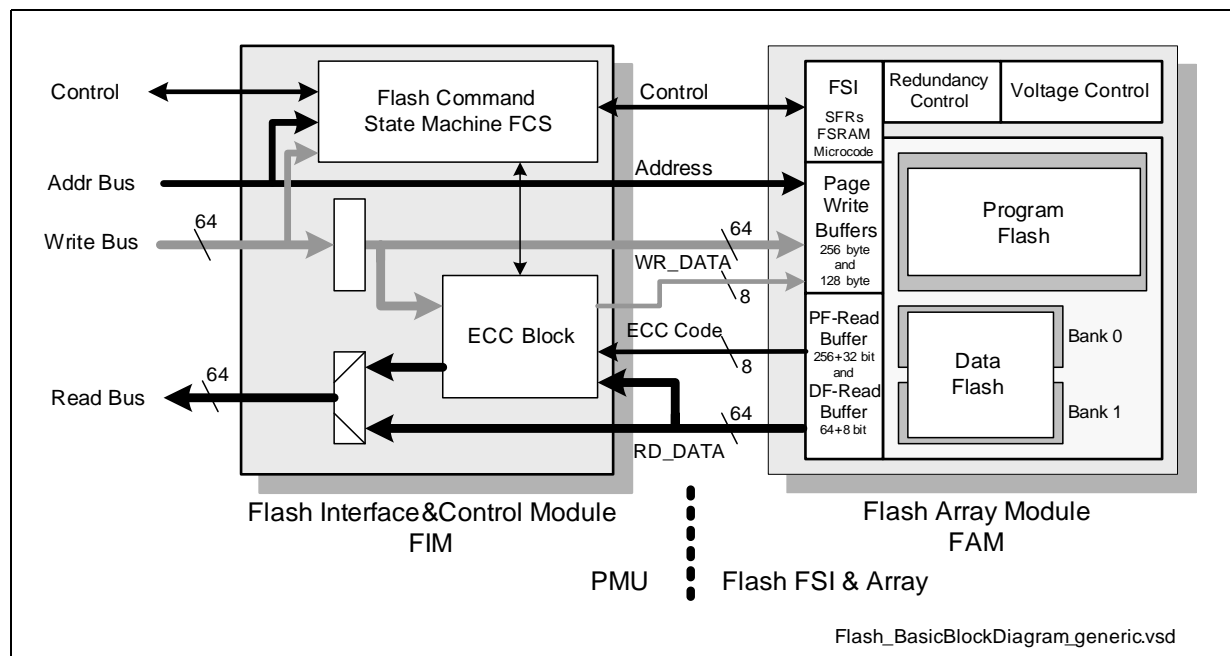 Control
Addr Bus
Write Bus
64
Read Bus
64
Flash Command
State Machine FCS
ECC Block
Flash Interface&Control Module
FIM
Control
Address
64
WR_DATA
8
ECC Code
8
64
RD_DATA
FSI
SFRs
FSRAM
Microcode
Redundancy
Control
Voltage Control
Page
Write
Buffers
256 byte
and
128 byte
PF-Read
Buffer
256+32 bit
and
DF-Read
Buffer
64+8 bit
Program
Flash
Data
Flash
Bank 0
Bank 1
Flash Array Module
FAM
PMU
Flash FSI & Array
Flash_BasicBlockDiagram_generic.vsd